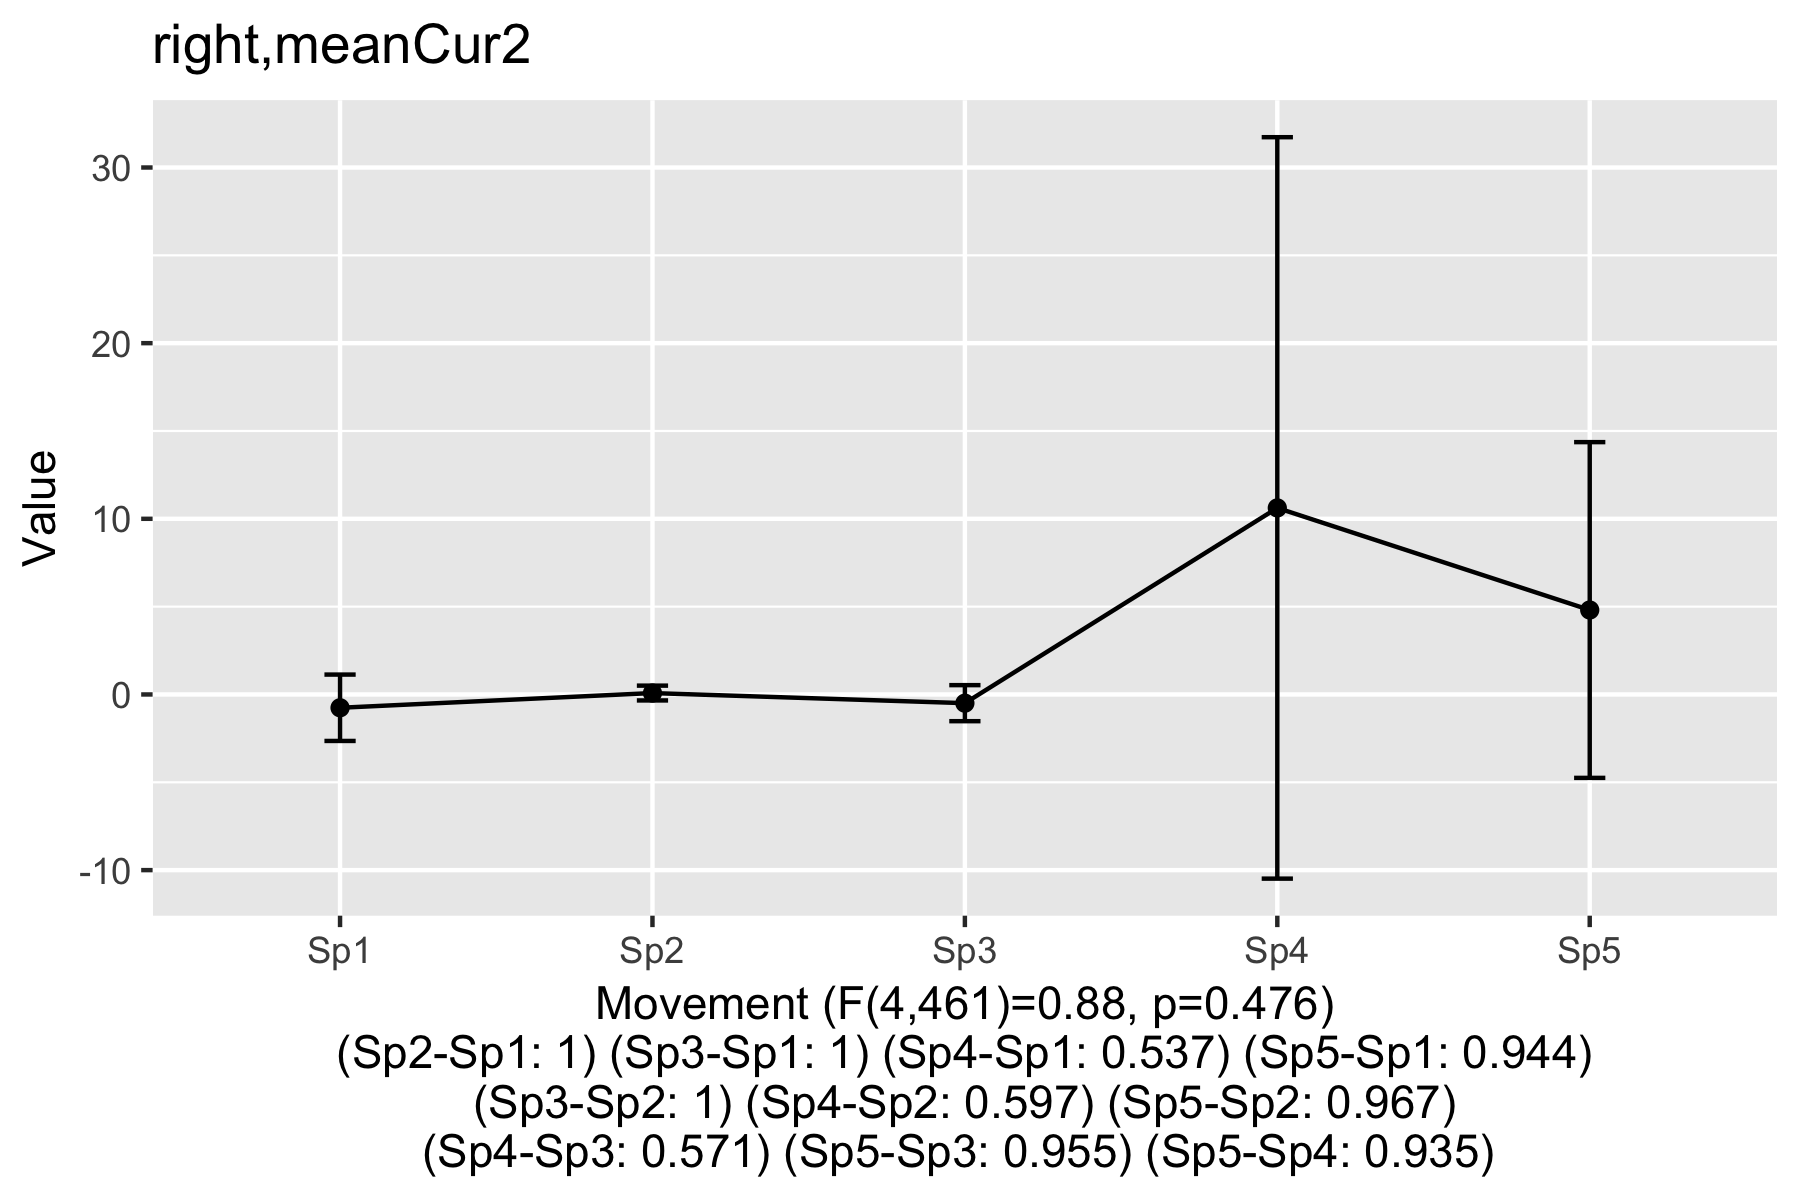 right,meanCur2
Value
30
20
10
0
-10
Sp1 Sp2 Sp3 Sp4 Sp5
Movement (F(4,461)=0.88, p=0.476)
(Sp2-Sp1: 1) (Sp3-Sp1: 1) (Sp4-Sp1: 0.537) (Sp5-Sp1: 0.944)
(Sp3-Sp2: 1) (Sp4-Sp2: 0.597) (Sp5-Sp2: 0.967)
(Sp4-Sp3: 0.571) (Sp5-Sp3: 0.955) (Sp5-Sp4: 0.935)